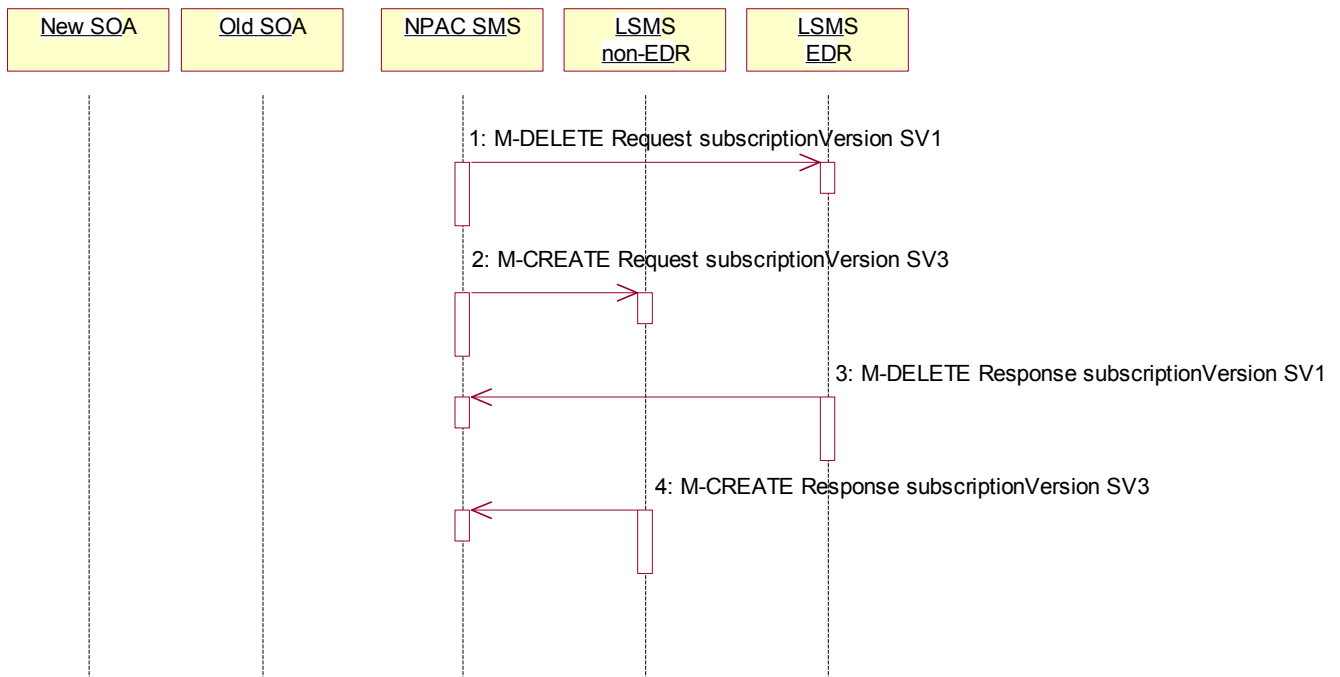 New SOA
Old SOA
NPAC SMS
LSMS
non-EDR
LSMS
EDR
1: M-DELETE Request subscriptionVersion SV1
2: M-CREATE Request subscriptionVersion SV3
3: M-DELETE Response subscriptionVersion SV1
4: M-CREATE Response subscriptionVersion SV3